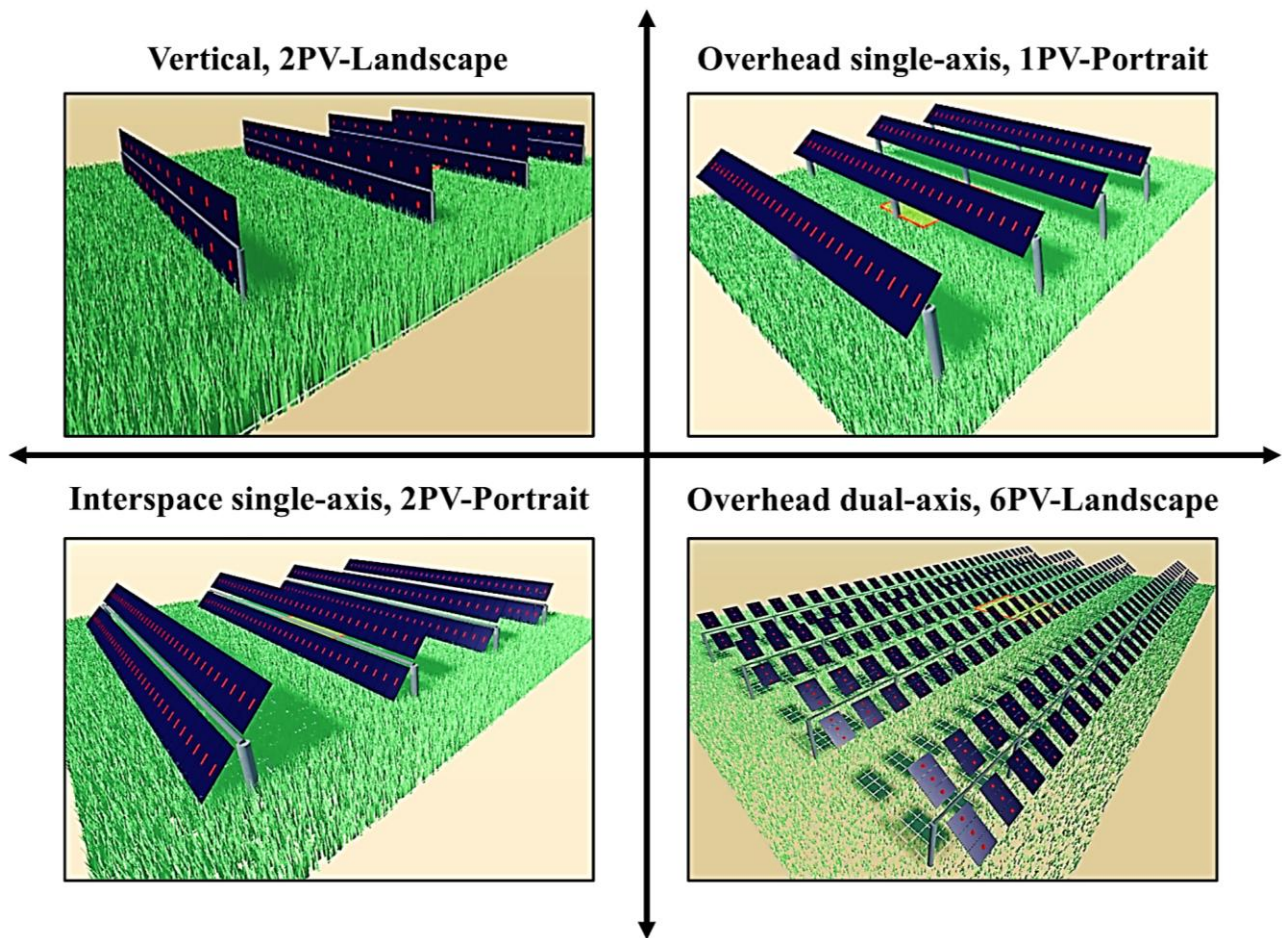 Vertical, 2PV-Landscape
Overhead single-axis, 1PV-Portrait
Interspace single-axis, 2PV-Portrait
Overhead dual-axis, 6PV-Landscape